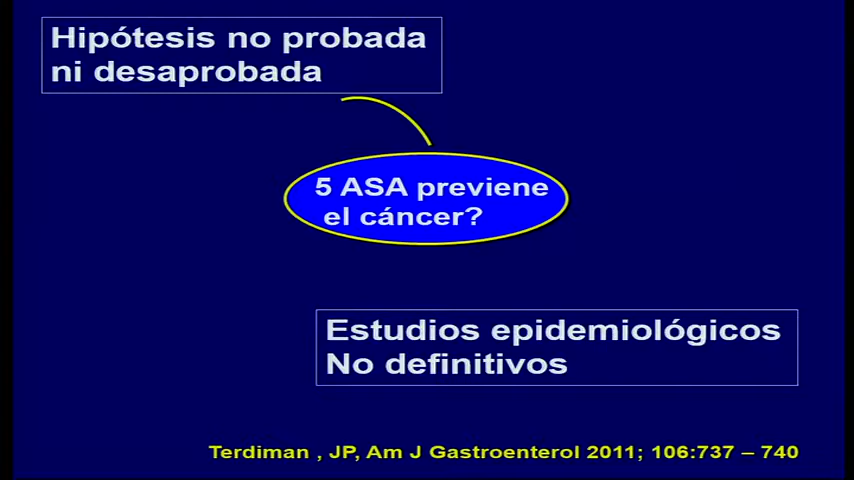 Hipótesis no probada
ni desaprobada
5 ASA previene
el cáncer?
Estudios epidemiológicos
No definitivos
Terdiman , JP, Am J Gastroenterol 2011; 106:737 – 740